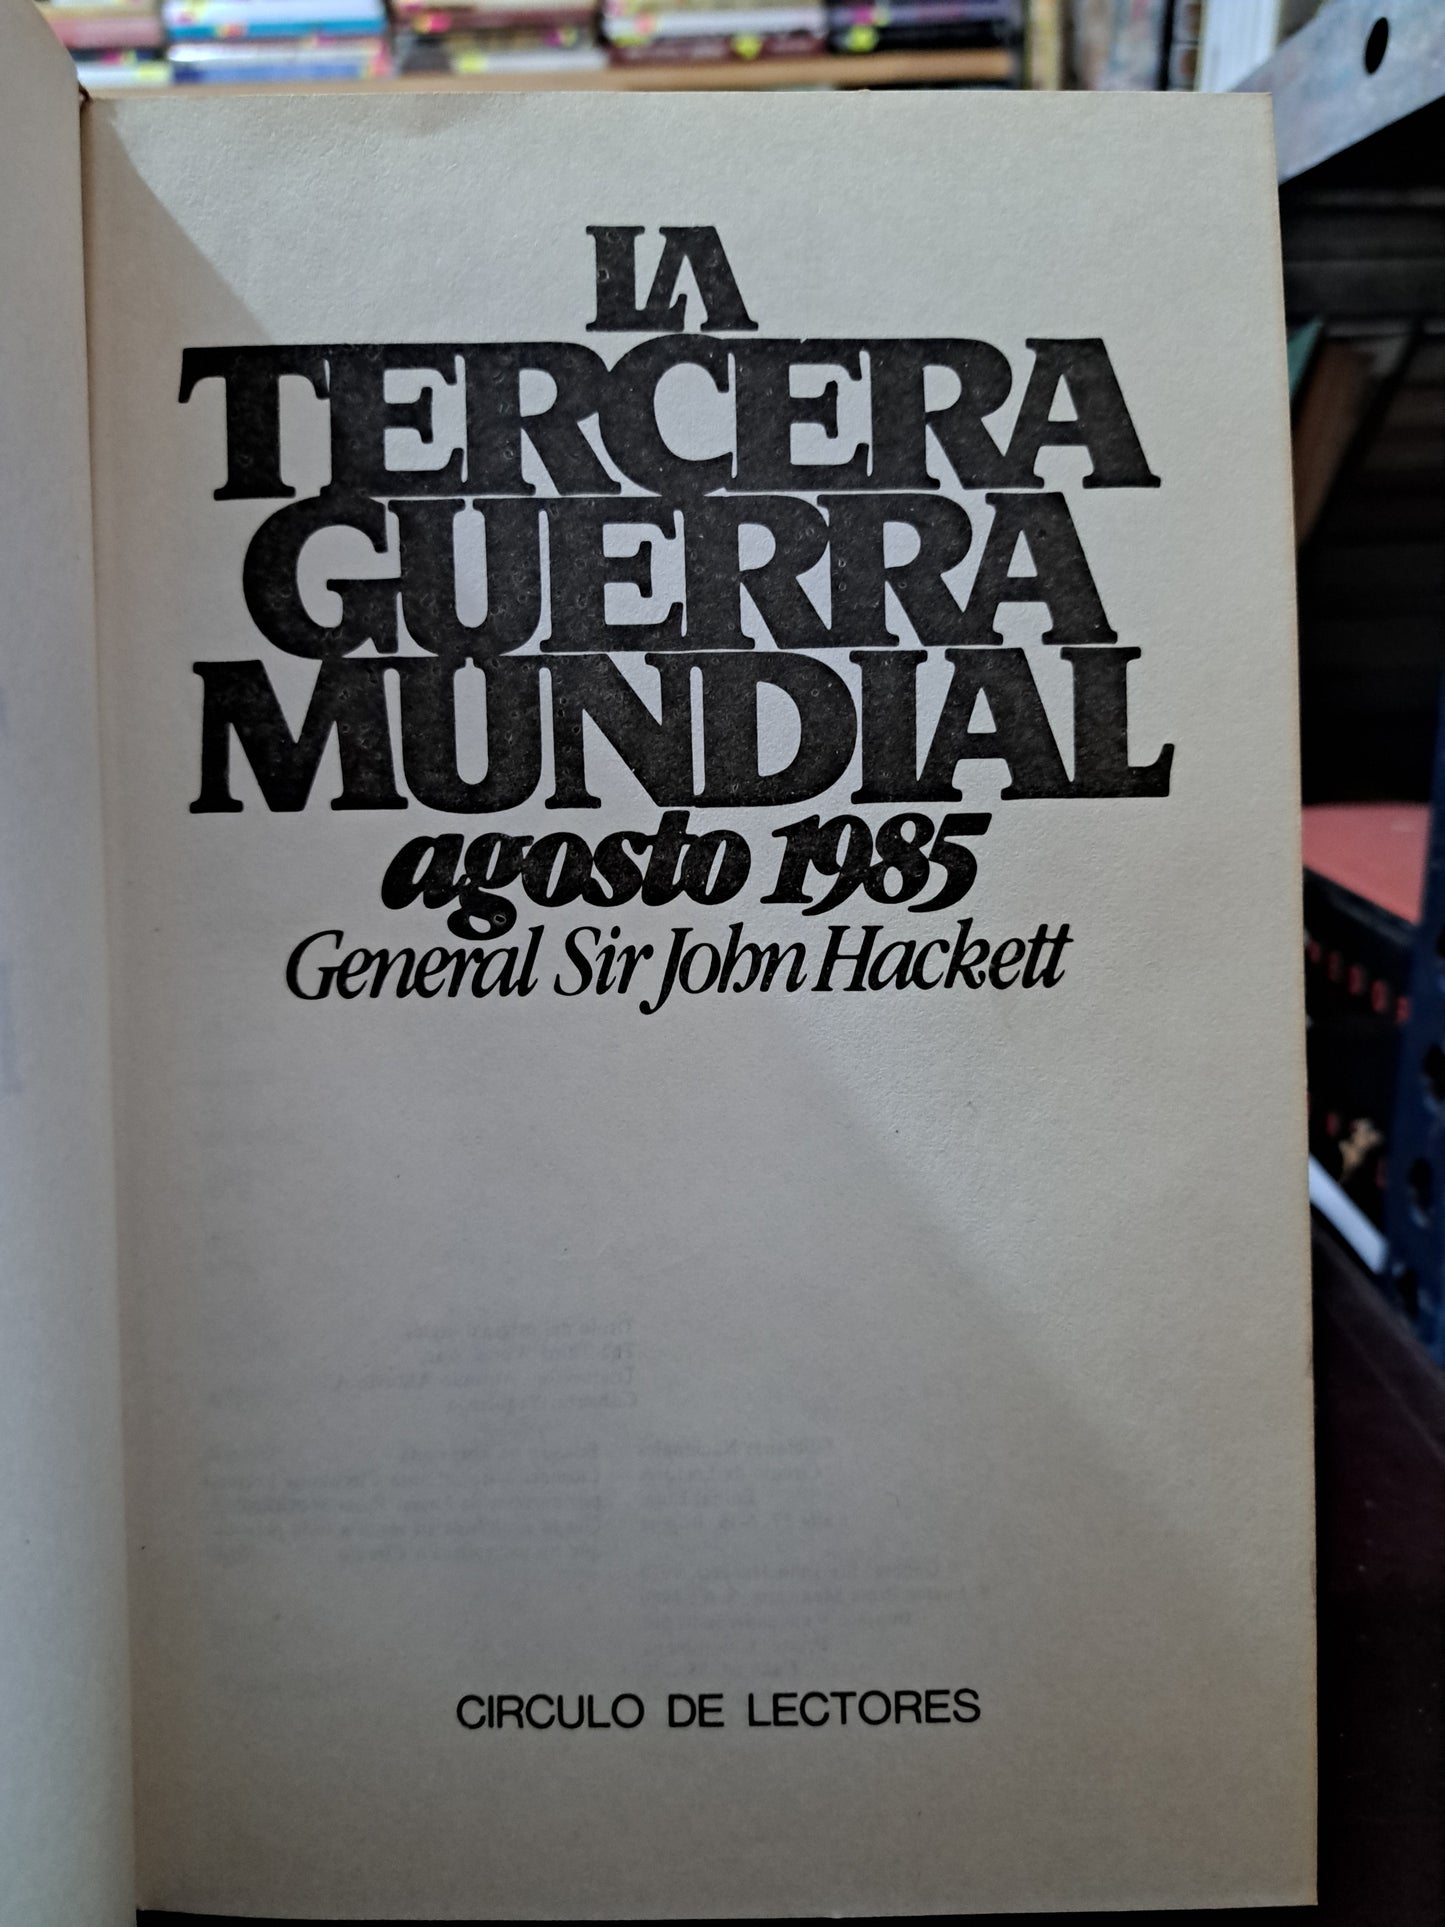 LA
TERCERA
GUERRA
MUNDIAL
agosto 1985
General Sir John Hackett
CIRCULO DE LECTORES